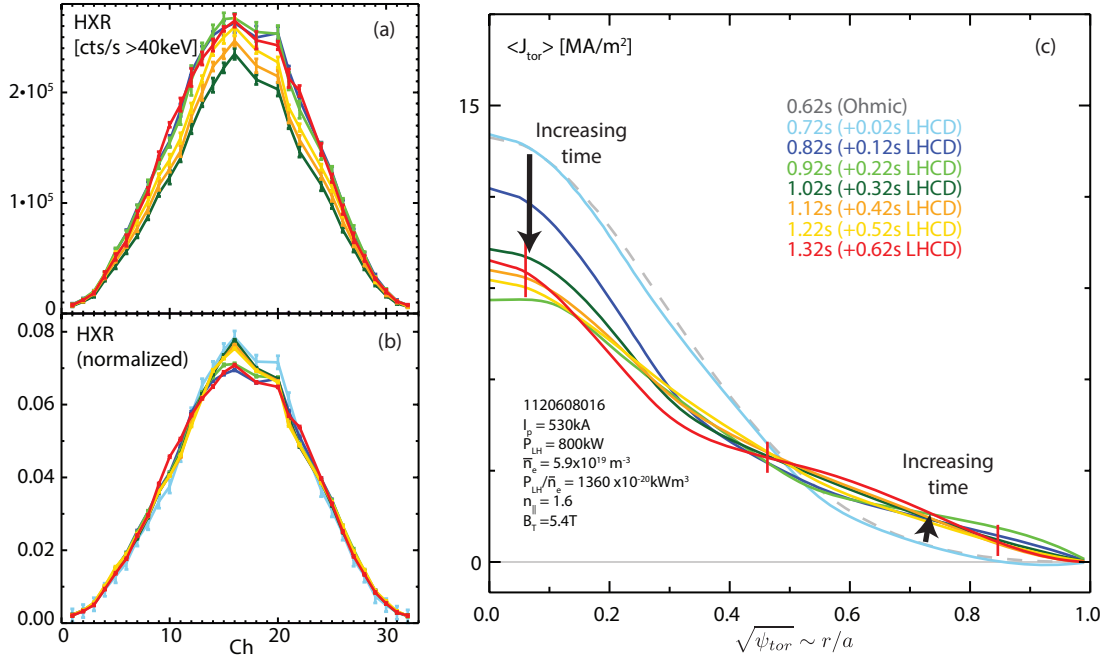 HXR
[cts/s >40keV]
(a)
2•10⁵
1•10⁵
0
HXR
(normalized)
(b)
0.08
0.06
0.04
0.02
0.00
0
10
20
30
Ch
<J_tor> [MA/m²]
(c)
15
0
Increasing
time
0.62s (Ohmic)
0.72s (+0.02s LHCD)
0.82s (+0.12s LHCD)
0.92s (+0.22s LHCD)
1.02s (+0.32s LHCD)
1.12s (+0.42s LHCD)
1.22s (+0.52s LHCD)
1.32s (+0.62s LHCD)
1120608016
I_p = 530kA
P_LH = 800kW
n̅_e = 5.9x10¹⁹ m⁻³
P_LH/n̅_e = 1360 x10⁻²⁰kWm³
n_|| = 1.6
B_T =5.4T
Increasing
time
0.0
0.2
0.4
0.6
0.8
1.0
√ψ_tor ∼ r/a